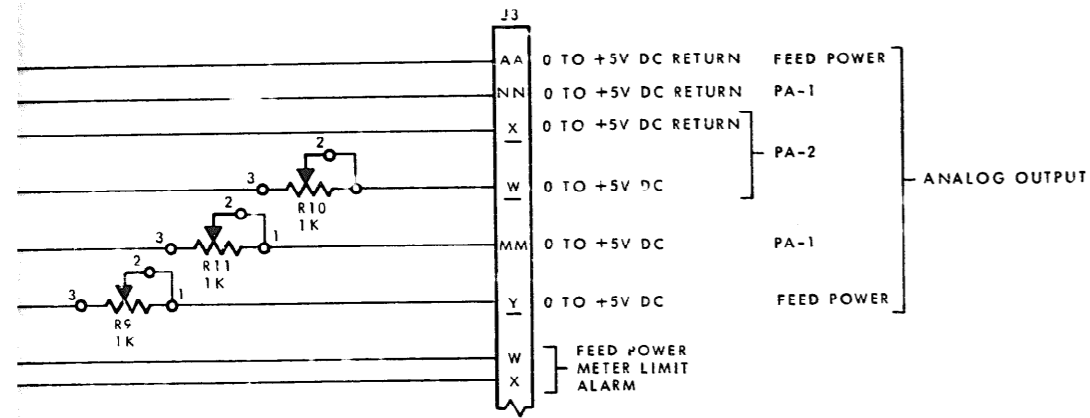 J3
AA 0 TO +5V DC RETURN FEED POWER
NN 0 TO +5V DC RETURN PA-1
X 0 TO +5V DC RETURN
2
PA-2
ANALOG OUTPUT
3 W 0 TO +5V DC
R10
1K
2
3 1 MM 0 TO +5V DC PA-1
R11
1K
2
3 1 Y 0 TO +5V DC FEED POWER
R9
1K
W FEED POWER
METER LIMIT
X ALARM